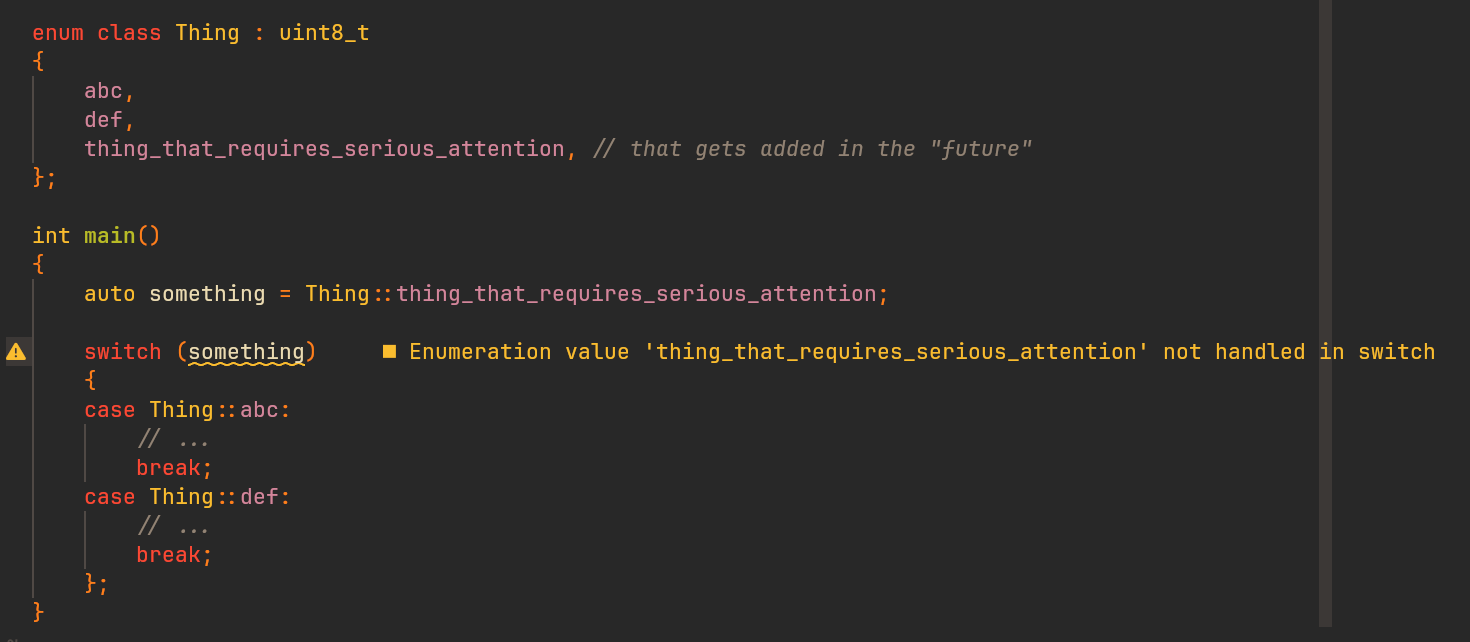 enum class Thing : uint8_t
{
    abc,
    def,
    thing_that_requires_serious_attention, // that gets added in the "future"
};
int main()
{
    auto something = Thing::thing_that_requires_serious_attention;
    switch (something)     ■ Enumeration value 'thing_that_requires_serious_attention' not handled in switch
    {
    case Thing::abc:
        // ...
        break;
    case Thing::def:
        // ...
        break;
    };
}